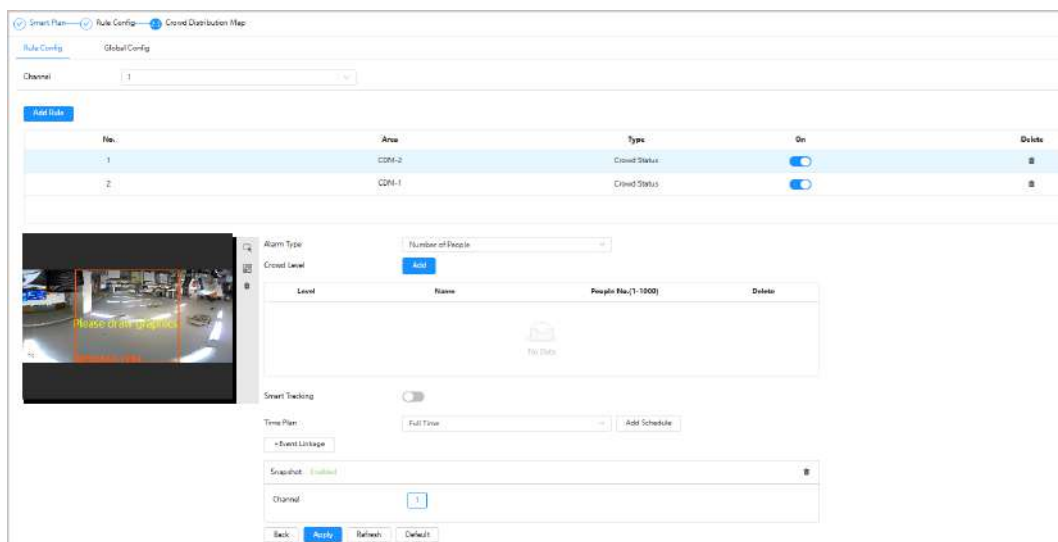 Smart Plan Rule Config Crowd Distribution Map
Rule Config Global Config
Channel 1
Add Rule
No. Area Type On Delete
1 CDM-2 Crowd Status
2 CDM-1 Crowd Status
Alarm Type Number of People
Crowd Level Add
Level Name People No.(1-1000) Delete
Please draw graphics
No Data
Smart Tracking
Time Plan Full Time Add Schedule
+Event Linkage
Snapshot Enabled
Channel 1
Back Apply Refresh Default